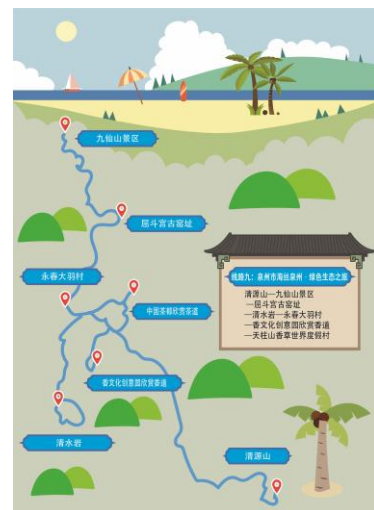 九仙山景区
屈斗宫古窑址
永春大羽村
线路九：泉州市海丝泉州·绿色生态之旅
清源山—九仙山景区
—屈斗宫古窑址
—清水岩—永春大羽村
—香文化创意园欣赏香道
—天柱山香草世界度假村
中国茶都欣赏茶道
香文化创意园欣赏香道
清水岩
清源山